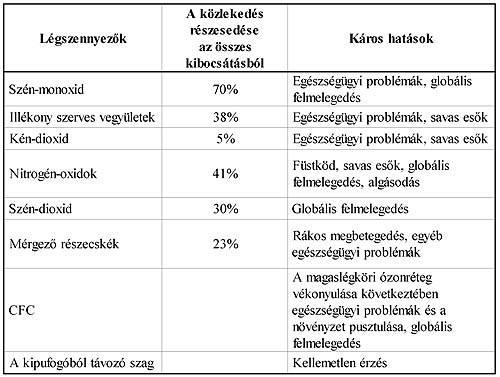 Légszennyezők
A közlekedés
részesedése
az összes
kibocsátásból
Káros hatások
Szén-monoxid
70%
Egészségügyi problémák, globális
felmelegedés
Illékony szerves vegyületek
38%
Egészségügyi problémák, savas esők
Kén-dioxid
5%
Egészségügyi problémák, savas esők
Nitrogén-oxidok
41%
Füstköd, savas esők, globális
felmelegedés, algásodás
Szén-dioxid
30%
Globális felmelegedés
Mérgező részecskék
23%
Rákos megbetegedés, egyéb
egészségügyi problémák
CFC
A magaslégköri ózonréteg
vékonyulása következtében
egészségügyi problémák és a
növényzet pusztulása, globális
felmelegedés
A kipufogóból távozó szag
Kellemetlen érzés